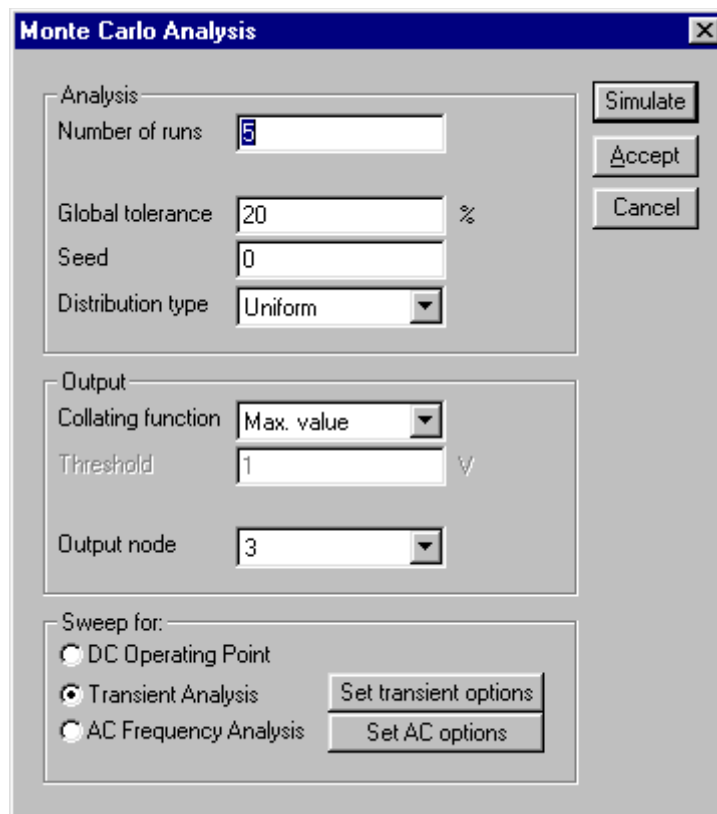 Monte Carlo Analysis
Analysis
Number of runs 5
Simulate
Accept
Cancel
Global tolerance 20 %
Seed 0
Distribution type Uniform
Output
Collating function Max. value
Threshold 1 V
Output node 3
Sweep for:
DC Operating Point
Transient Analysis Set transient options
AC Frequency Analysis Set AC options